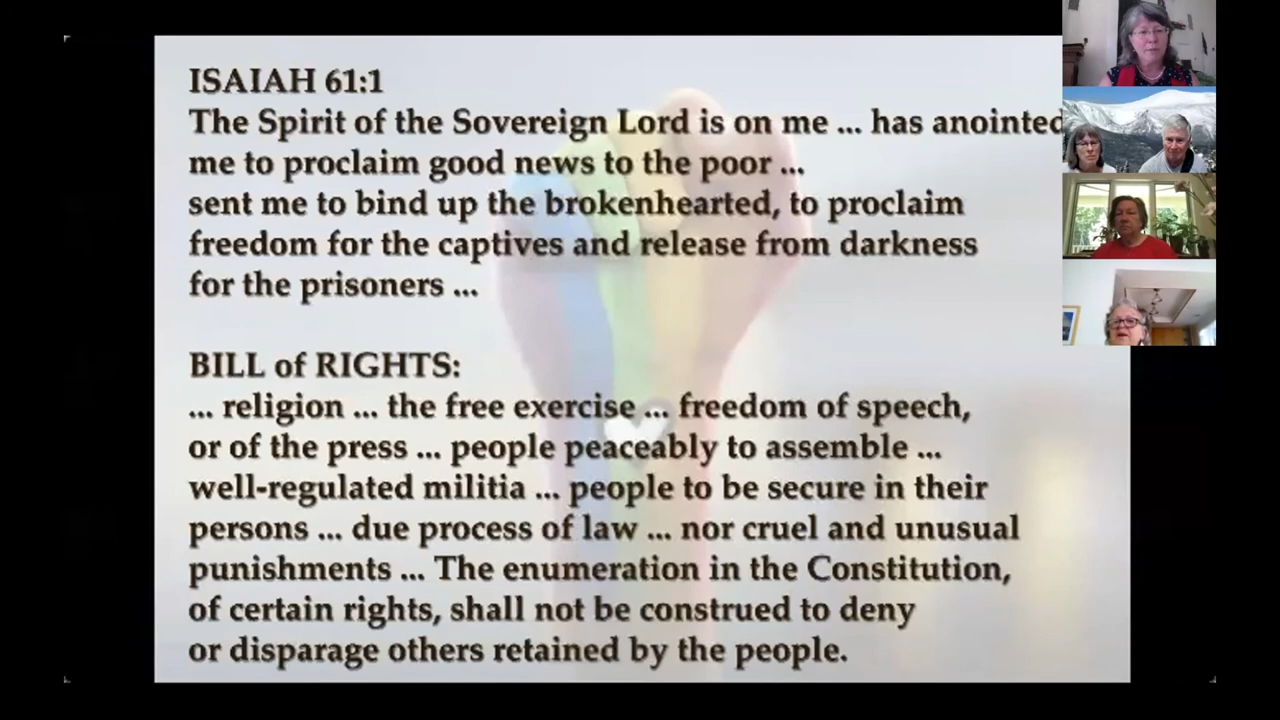 ISAIAH 61:1
The Spirit of the Sovereign Lord is on me ... has anointed
me to proclaim good news to the poor ...
sent me to bind up the brokenhearted, to proclaim
freedom for the captives and release from darkness
for the prisoners ...
BILL of RIGHTS:
... religion ... the free exercise ... freedom of speech,
or of the press ... people peaceably to assemble ...
well-regulated militia ... people to be secure in their
persons ... due process of law ... nor cruel and unusual
punishments ... The enumeration in the Constitution,
of certain rights, shall not be construed to deny
or disparage others retained by the people.